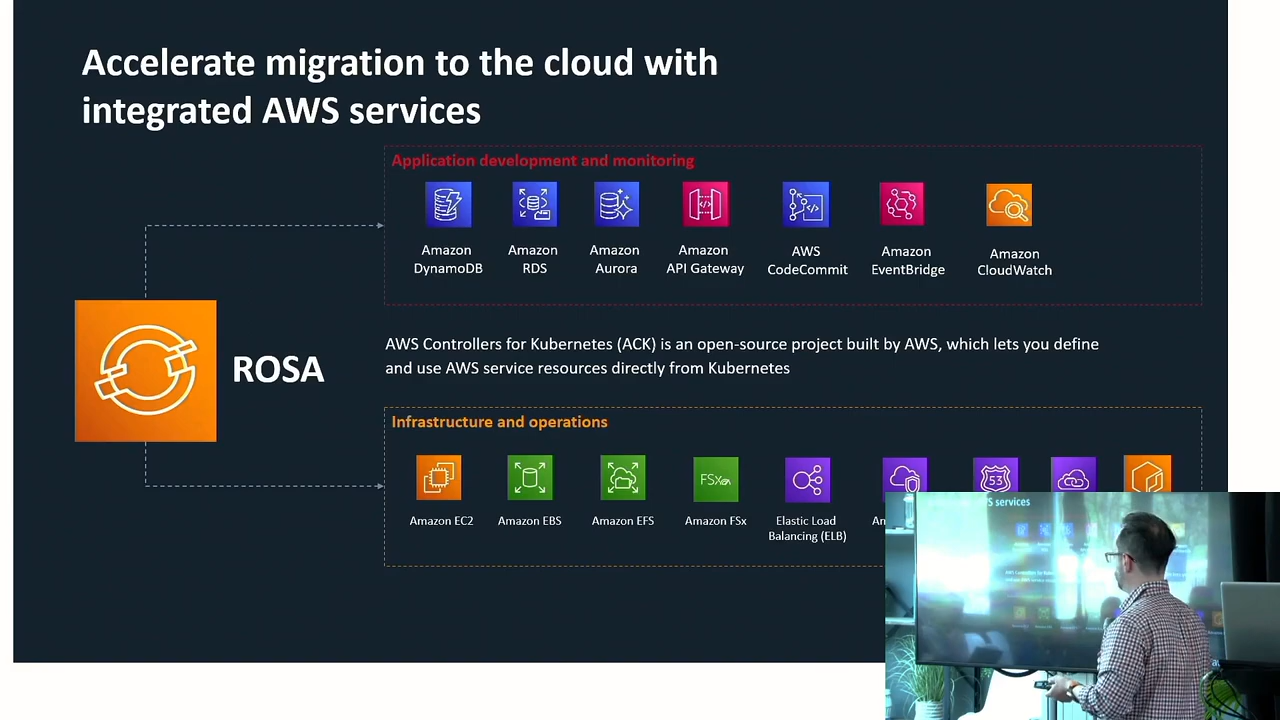 Accelerate migration to the cloud with
integrated AWS services
Application development and monitoring
Amazon
DynamoDB
Amazon
RDS
Amazon
Aurora
Amazon
API Gateway
AWS
CodeCommit
Amazon
EventBridge
Amazon
CloudWatch
ROSA
AWS Controllers for Kubernetes (ACK) is an open-source project built by AWS, which lets you define
and use AWS service resources directly from Kubernetes
Infrastructure and operations
FSx
53
Amazon EC2
Amazon EBS
Amazon EFS
Amazon FSx
Elastic Load
Balancing (ELB)
services